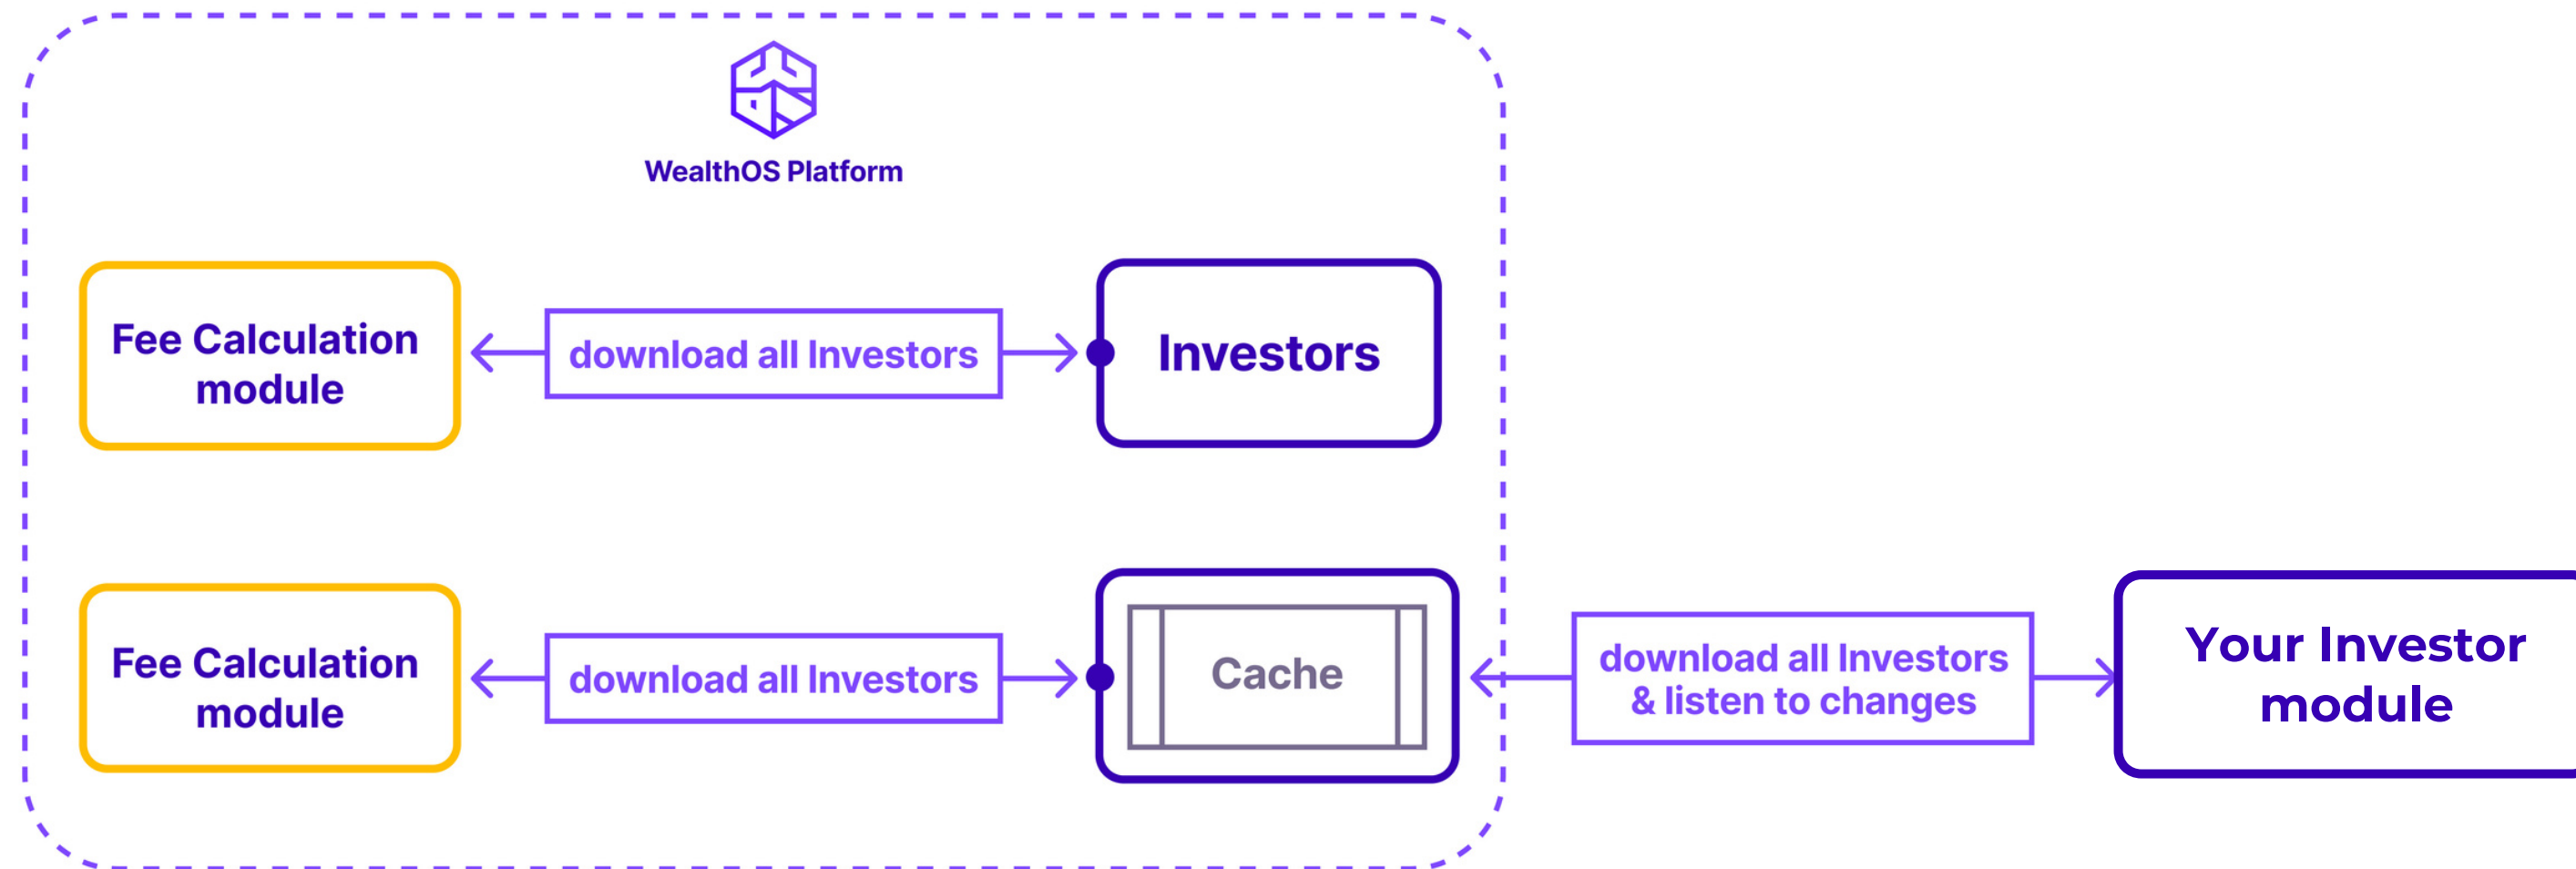 WealthOS Platform
Fee Calculation
module
download all Investors
Investors
Fee Calculation
module
download all Investors
Cache
download all Investors
& listen to changes
Your Investor
module